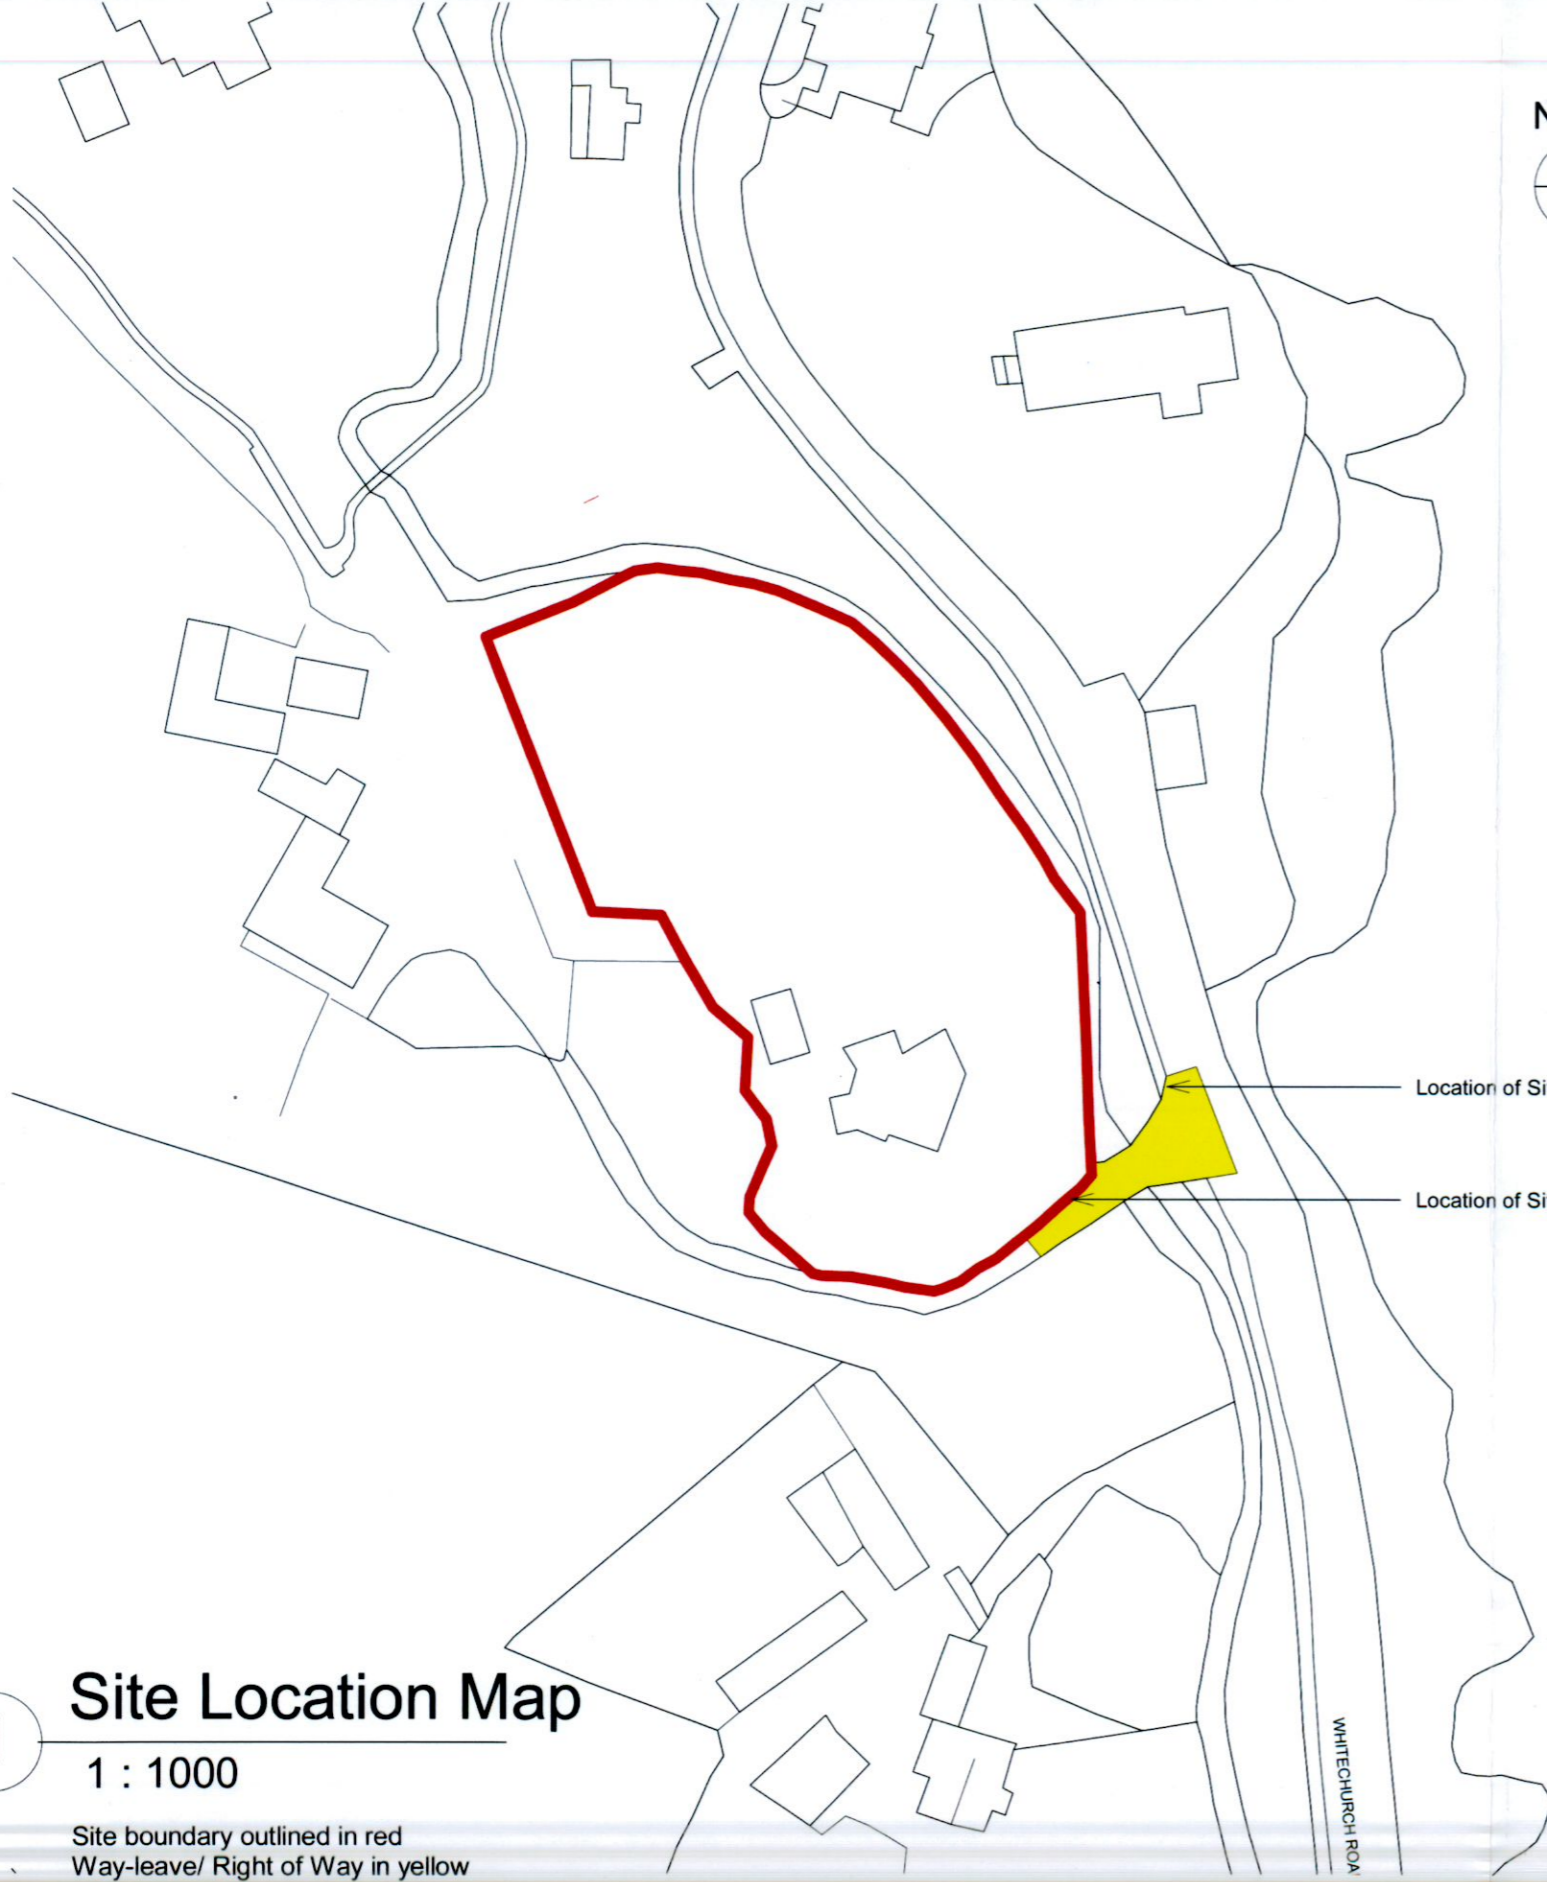 N
Location of Si
Location of Si
Site Location Map
1 : 1000
Site boundary outlined in red
Way-leave/ Right of Way in yellow
WHITECHURCH ROA